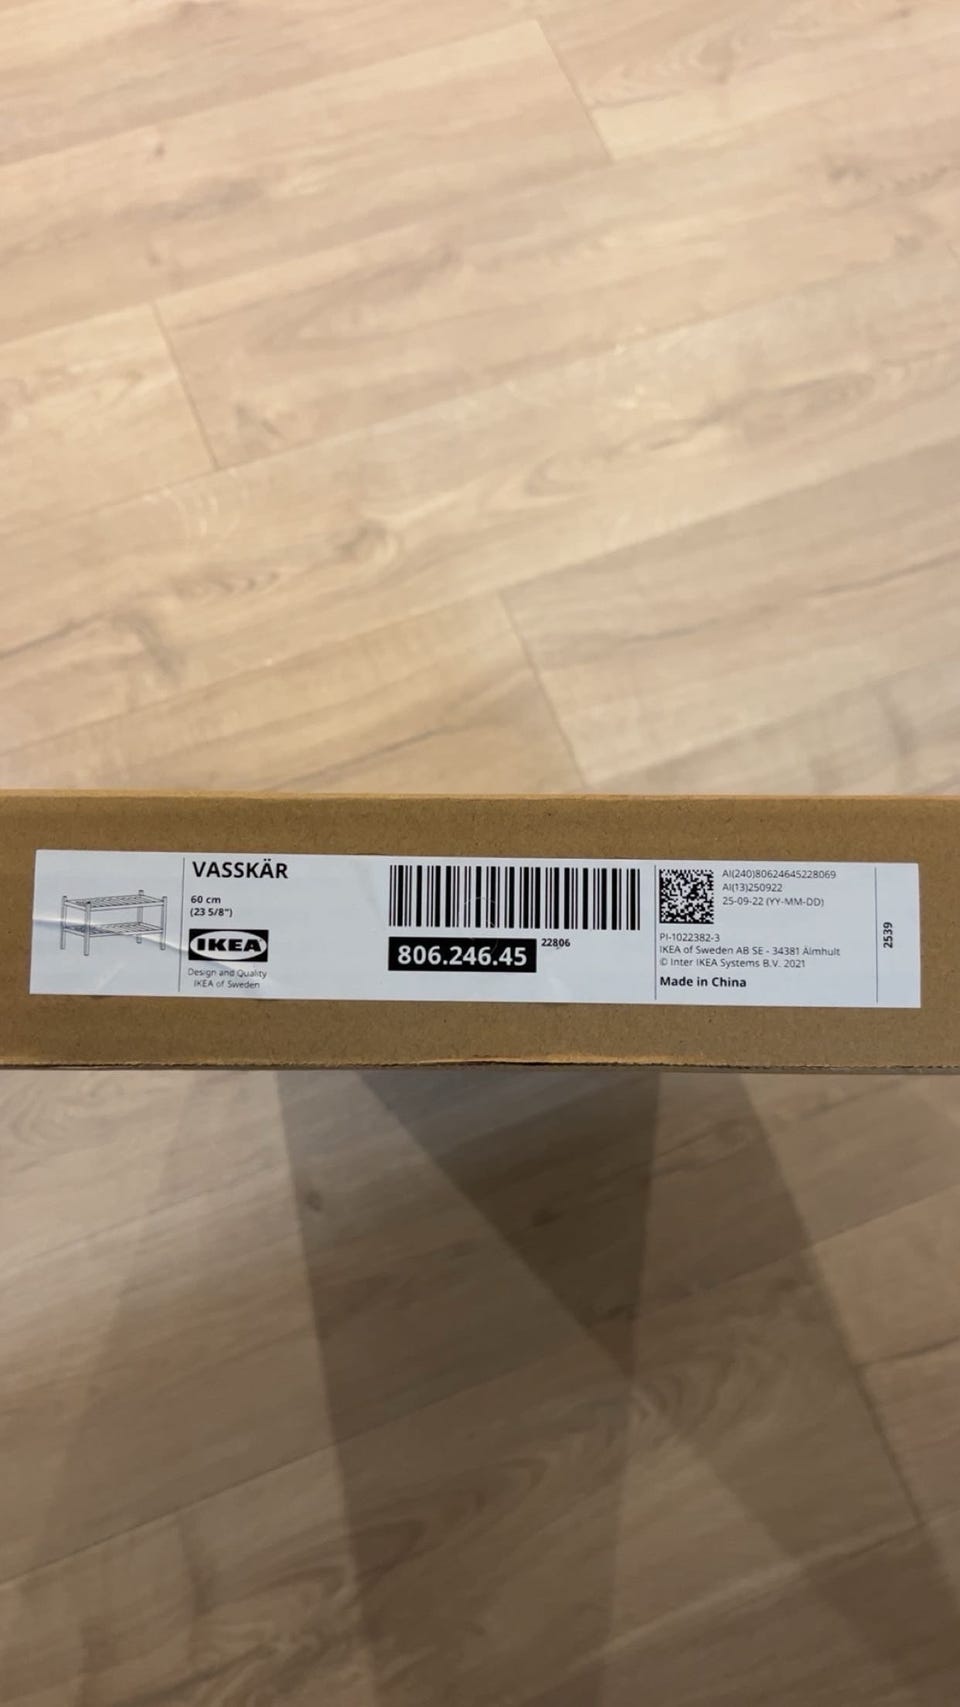 VASSKÄR
60 cm
(23 5/8")
IKEA
Design and Quality
IKEA of Sweden
806.246.45
22806
AI(240)80624645228069
AI(13)250922
25-09-22 (YY-MM-DD)
PI-1022382-3
IKEA of Sweden AB SE - 34381 Älmhult
© Inter IKEA Systems B.V. 2021
Made in China
2539